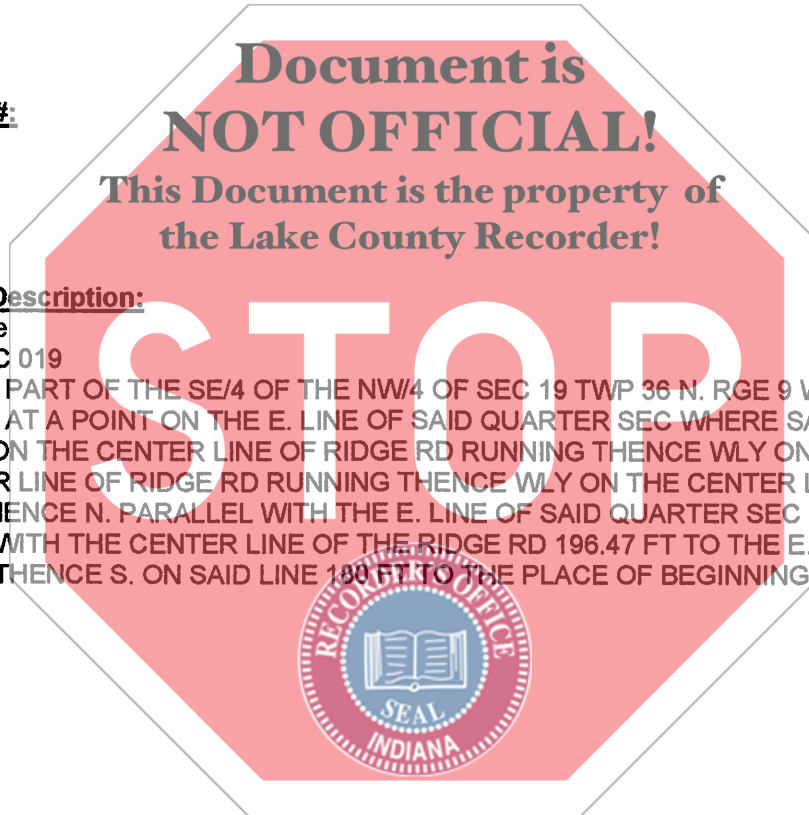 Document is
NOT OFFICIAL!
#:
This Document is the property of
the Lake County Recorder!
Description:
e
C 019
PART OF THE SE/4 OF THE NW/4 OF SEC 19 TWP 36 N. RGE 9 W
AT A POINT ON THE E. LINE OF SAID QUARTER SEC WHERE SA
ON THE CENTER LINE OF RIDGE RD RUNNING THENCE WLY ON
R LINE OF RIDGE RD RUNNING THENCE WLY ON THE CENTER L
HENCE N. PARALLEL WITH THE E. LINE OF SAID QUARTER SEC
WITH THE CENTER LINE OF THE RIDGE RD 196.47 FT TO THE E.
THENCE S. ON SAID LINE 180 FT TO THE PLACE OF BEGINNING
STOP
RECORDER'S OFFICE
SEAL
INDIANA